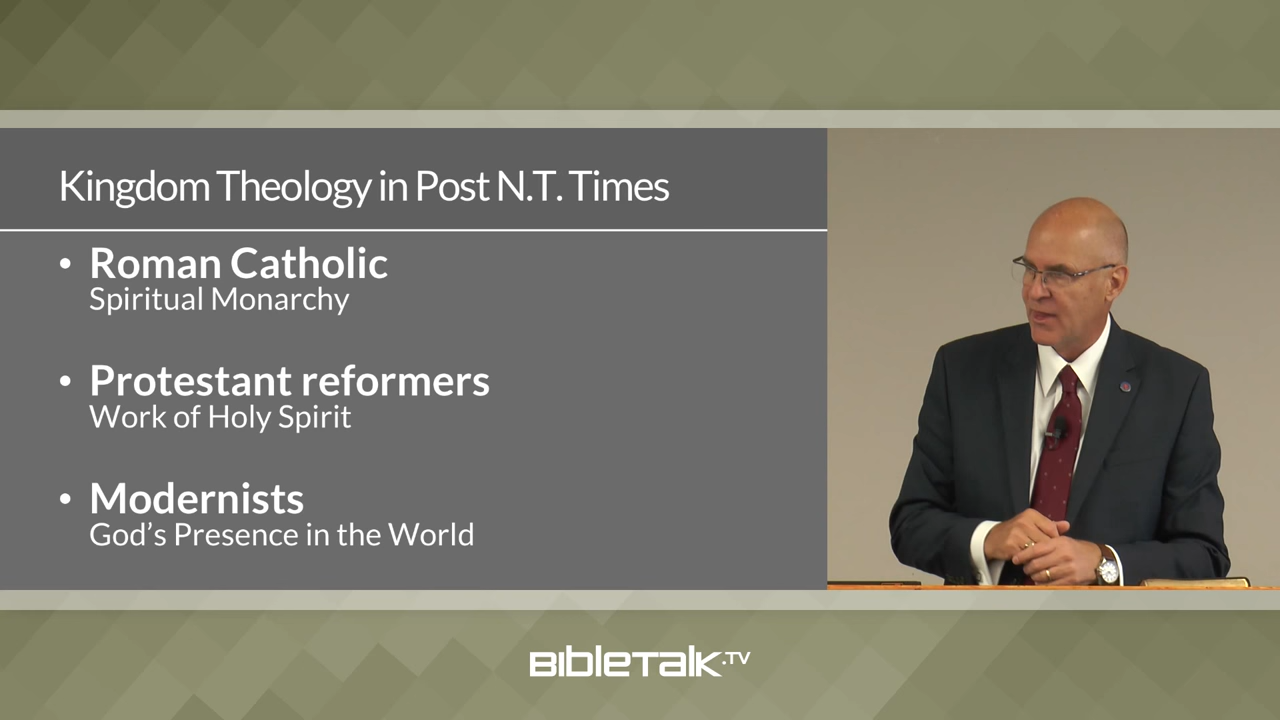 Kingdom Theology in Post N.T. Times
• Roman Catholic
Spiritual Monarchy
• Protestant reformers
Work of Holy Spirit
• Modernists
God's Presence in the World
BibleTalk.TV